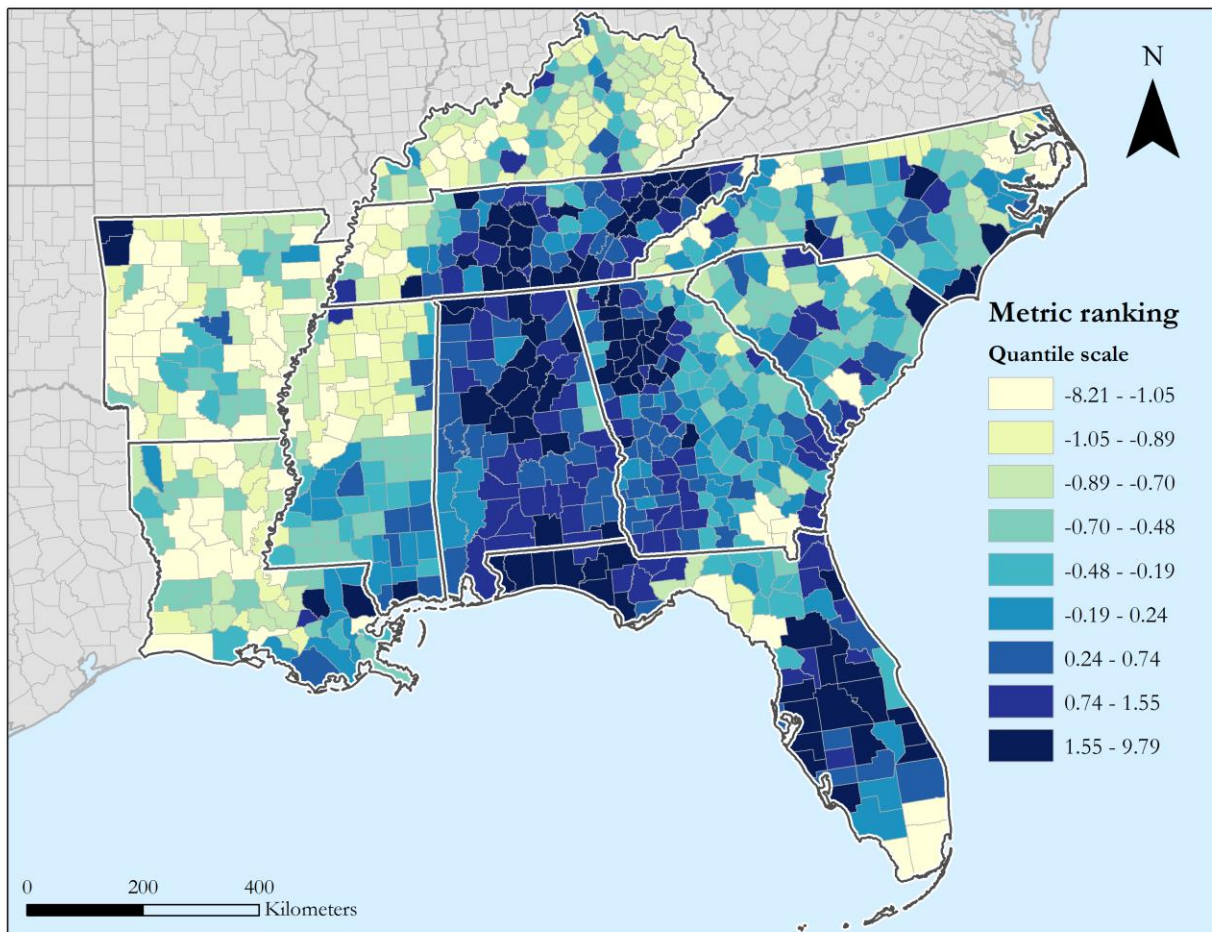 N
Metric ranking
Quantile scale
-8.21 - -1.05
-1.05 - -0.89
-0.89 - -0.70
-0.70 - -0.48
-0.48 - -0.19
-0.19 - 0.24
0.24 - 0.74
0.74 - 1.55
1.55 - 9.79
0 200 400
Kilometers